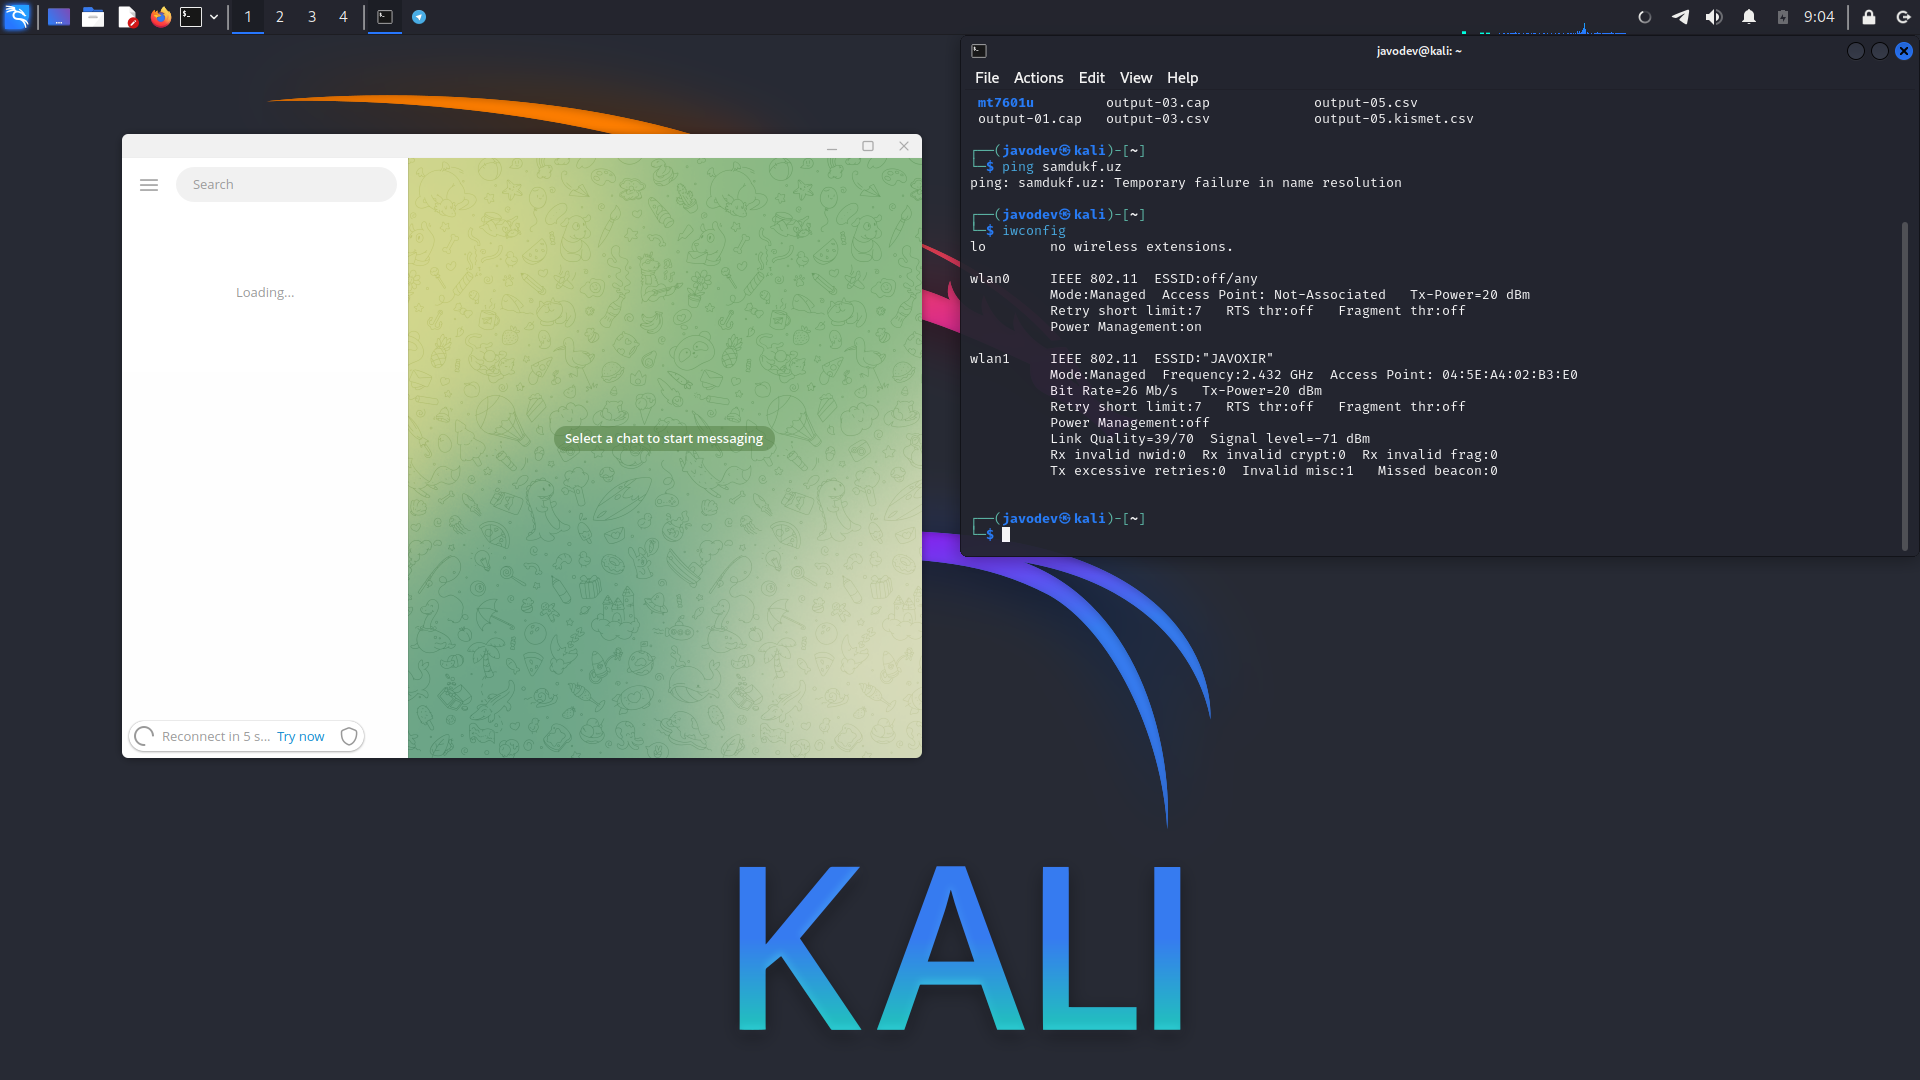 1 2 3 4
9:04
Search
Loading...
Select a chat to start messaging
Reconnect in 5 s... Try now
javodev@kali: ~
File Actions Edit View Help
mt7601u output-03.cap output-05.csv
output-01.cap output-03.csv output-05.kismet.csv
┌──(javodev㉿kali)-[~]
└─$ ping samdukf.uz
ping: samdukf.uz: Temporary failure in name resolution
┌──(javodev㉿kali)-[~]
└─$ iwconfig
lo no wireless extensions.
wlan0 IEEE 802.11 ESSID:off/any
Mode:Managed Access Point: Not-Associated Tx-Power=20 dBm
Retry short limit:7 RTS thr:off Fragment thr:off
Power Management:on
wlan1 IEEE 802.11 ESSID:"JAVOXIR"
Mode:Managed Frequency:2.432 GHz Access Point: 04:5E:A4:02:B3:E0
Bit Rate=26 Mb/s Tx-Power=20 dBm
Retry short limit:7 RTS thr:off Fragment thr:off
Power Management:off
Link Quality=39/70 Signal level=-71 dBm
Rx invalid nwid:0 Rx invalid crypt:0 Rx invalid frag:0
Tx excessive retries:0 Invalid misc:1 Missed beacon:0
┌──(javodev㉿kali)-[~]
└─$
KALI